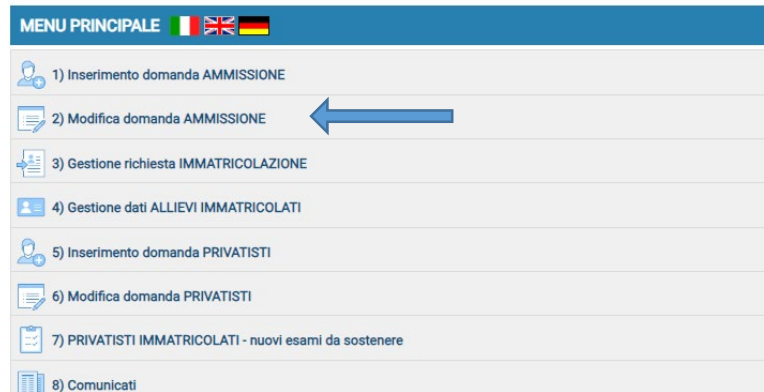 MENU PRINCIPALE
1) Inserimento domanda AMMISSIONE
2) Modifica domanda AMMISSIONE
3) Gestione richiesta IMMATRICOLAZIONE
4) Gestione dati ALLIEVI IMMATRICOLATI
5) Inserimento domanda PRIVATISTI
6) Modifica domanda PRIVATISTI
7) PRIVATISTI IMMATRICOLATI - nuovi esami da sostenere
8) Comunicati